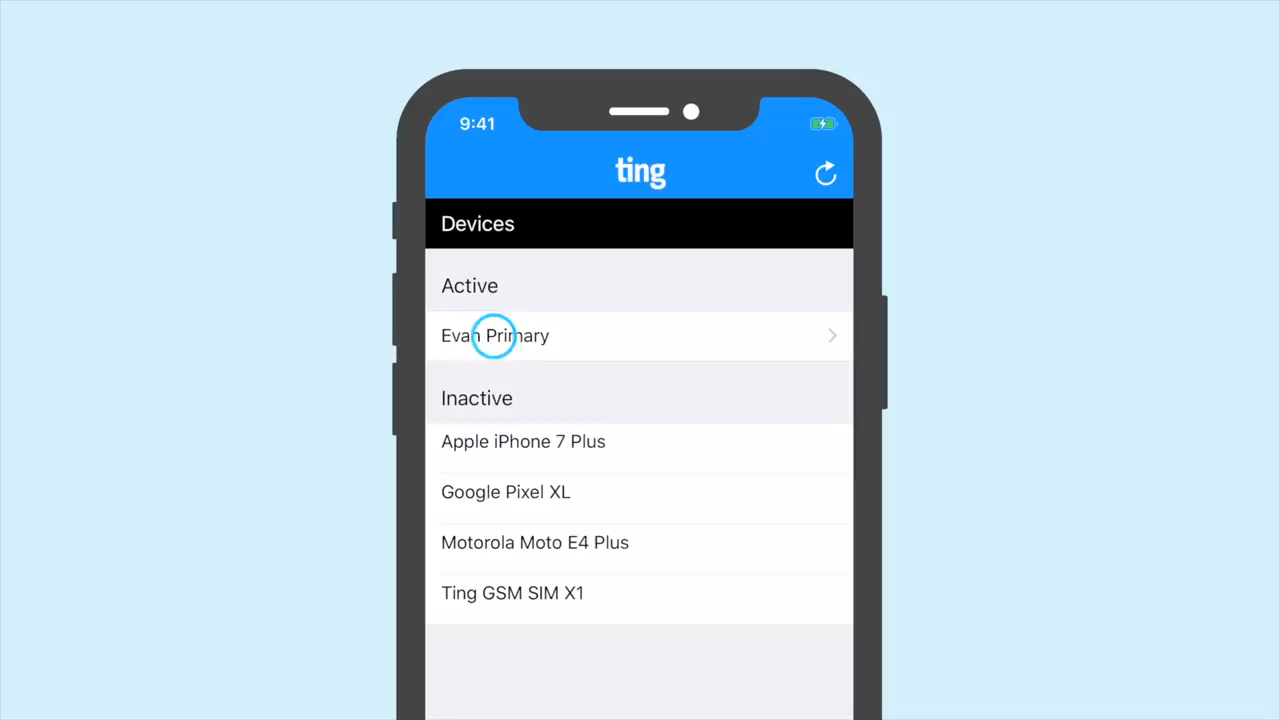 9:41
ting
Devices
Active
Evan Primary
Inactive
Apple iPhone 7 Plus
Google Pixel XL
Motorola Moto E4 Plus
Ting GSM SIM X1